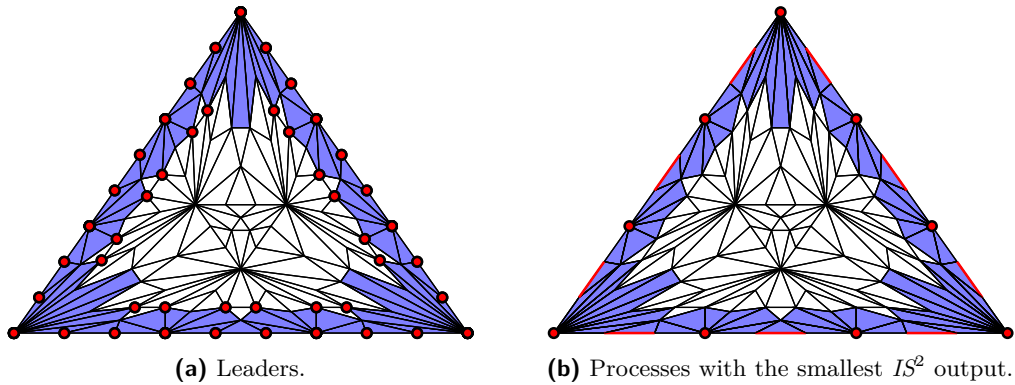 (a) Leaders.
(b) Processes with the smallest IS² output.